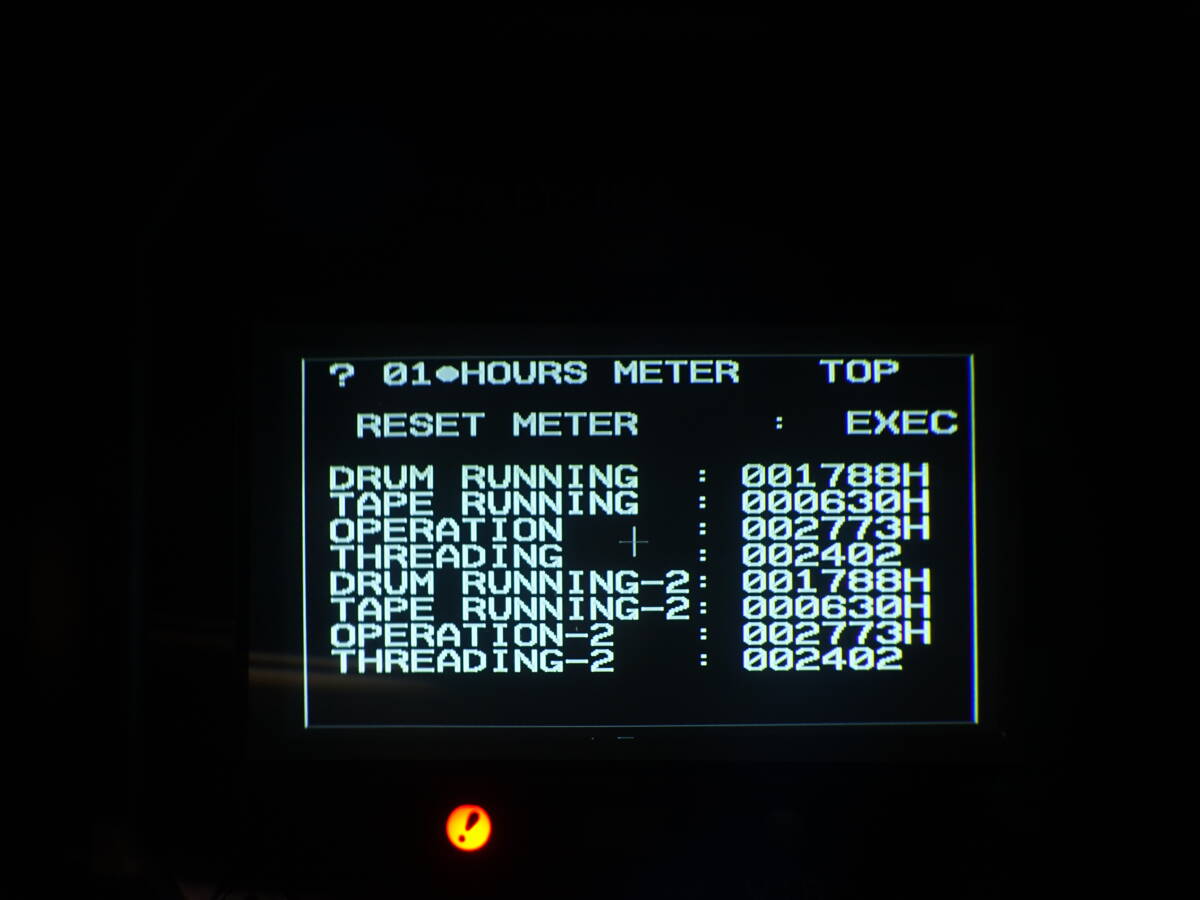 ? 01●HOURS METER TOP
RESET METER : EXEC
DRUM RUNNING : 001788H
TAPE RUNNING : 000630H
OPERATION : 002773H
THREADING : 002402
DRUM RUNNING-2: 001788H
TAPE RUNNING-2: 000630H
OPERATION-2 : 002773H
THREADING-2 : 002402
!